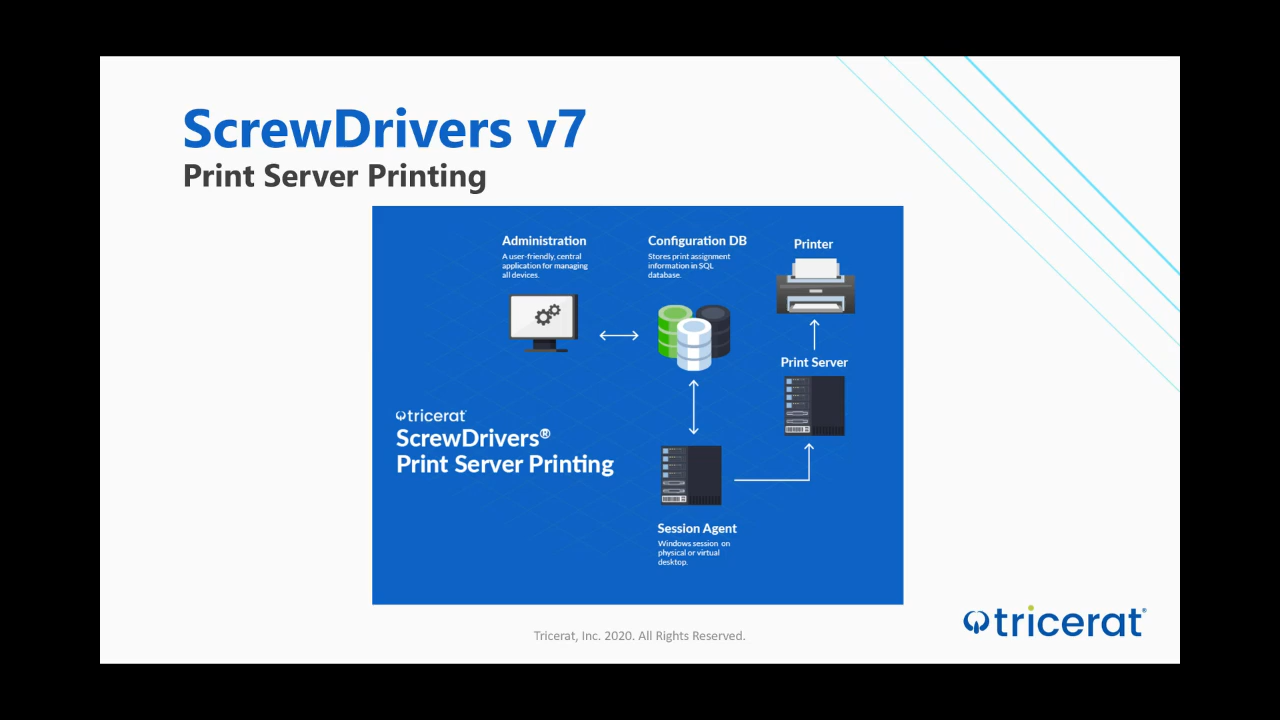 ScrewDrivers v7
Print Server Printing
Administration
A user-friendly, central
application for managing
all devices.
Configuration DB
Stores print assignment
information in SQL
database.
Printer
Print Server
tricerat
ScrewDrivers®
Print Server Printing
Session Agent
Windows session on
physical or virtual
desktop.
Tricerat, Inc. 2020. All Rights Reserved.
tricerat®